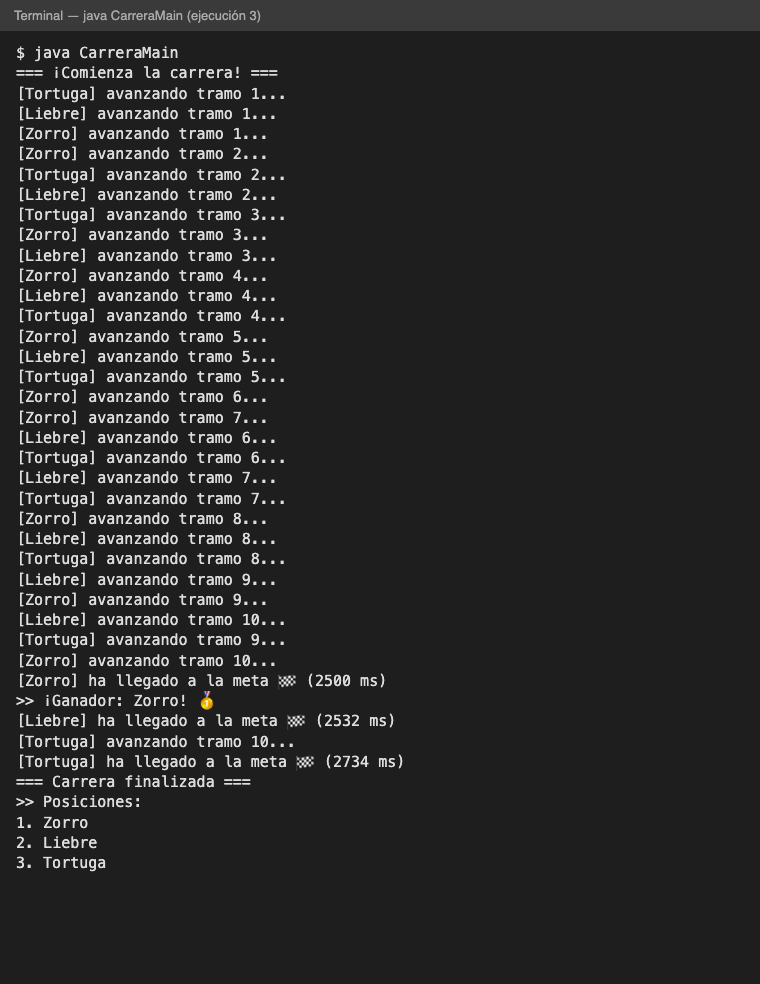 Terminal — java CarreraMain (ejecución 3)
$ java CarreraMain
=== ¡Comienza la carrera! ===
[Tortuga] avanzando tramo 1...
[Liebre] avanzando tramo 1...
[Zorro] avanzando tramo 1...
[Zorro] avanzando tramo 2...
[Tortuga] avanzando tramo 2...
[Liebre] avanzando tramo 2...
[Tortuga] avanzando tramo 3...
[Zorro] avanzando tramo 3...
[Liebre] avanzando tramo 3...
[Zorro] avanzando tramo 4...
[Liebre] avanzando tramo 4...
[Tortuga] avanzando tramo 4...
[Zorro] avanzando tramo 5...
[Liebre] avanzando tramo 5...
[Tortuga] avanzando tramo 5...
[Zorro] avanzando tramo 6...
[Zorro] avanzando tramo 7...
[Liebre] avanzando tramo 6...
[Tortuga] avanzando tramo 6...
[Liebre] avanzando tramo 7...
[Tortuga] avanzando tramo 7...
[Zorro] avanzando tramo 8...
[Liebre] avanzando tramo 8...
[Tortuga] avanzando tramo 8...
[Liebre] avanzando tramo 9...
[Zorro] avanzando tramo 9...
[Liebre] avanzando tramo 10...
[Tortuga] avanzando tramo 9...
[Zorro] avanzando tramo 10...
[Zorro] ha llegado a la meta 🏁 (2500 ms)
>> ¡Ganador: Zorro! 🥇
[Liebre] ha llegado a la meta 🏁 (2532 ms)
[Tortuga] avanzando tramo 10...
[Tortuga] ha llegado a la meta 🏁 (2734 ms)
=== Carrera finalizada ===
>> Posiciones:
1. Zorro
2. Liebre
3. Tortuga